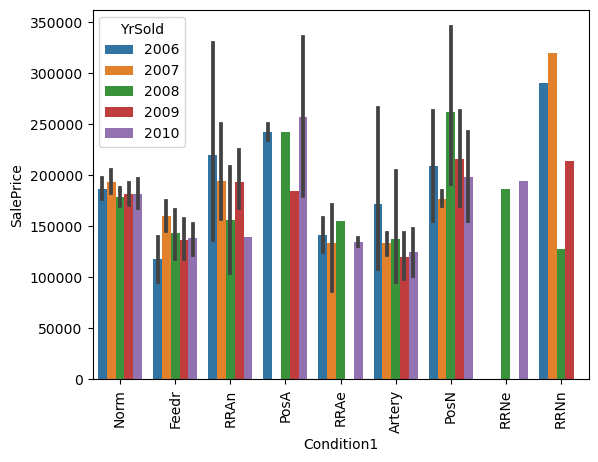 350000
300000
250000
200000
150000
100000
50000
0
SalePrice
YrSold
2006
2007
2008
2009
2010
Norm
Feedr
RRAn
PosA
RRAe
Artery
PosN
RRNe
RRNn
Condition1